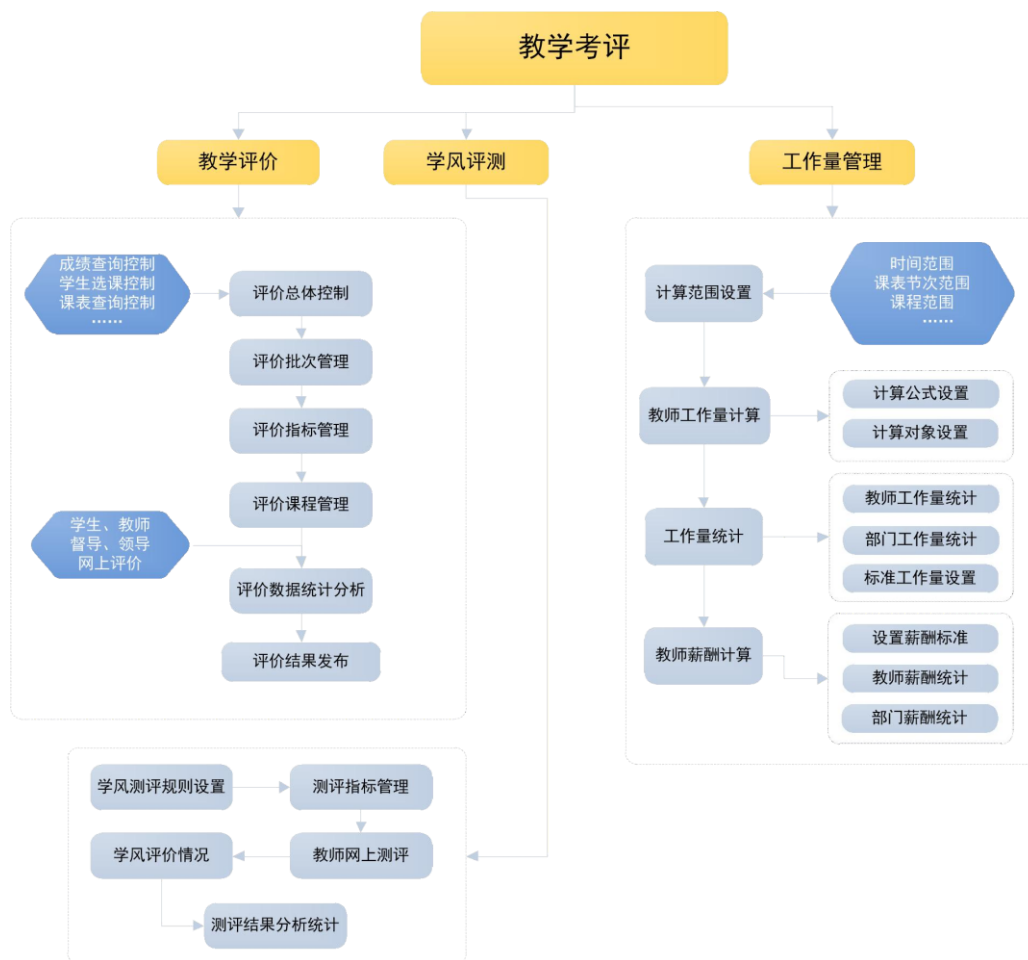 教学考评
教学评价
学风评测
工作量管理
成绩查询控制
学生选课控制
课表查询控制
……
评价总体控制
评价批次管理
评价指标管理
评价课程管理
学生、教师
督导、领导
网上评价
评价数据统计分析
评价结果发布
计算范围设置
时间范围
课表节次范围
课程范围
……
教师工作量计算
计算公式设置
计算对象设置
工作量统计
教师工作量统计
部门工作量统计
标准工作量设置
教师薪酬计算
设置薪酬标准
教师薪酬统计
部门薪酬统计
学风测评规则设置
测评指标管理
学风评价情况
教师网上测评
测评结果分析统计